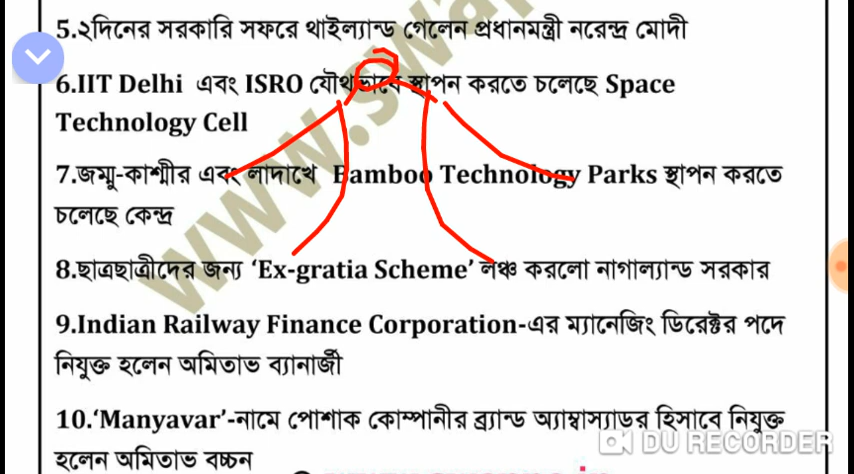 5.২দিনের সরকারি সফরে থাইল্যান্ড গেলেন প্রধানমন্ত্রী নরেন্দ্র মোদী
6.IIT Delhi এবং ISRO যৌথভাবে স্থাপন করতে চলেছে Space
Technology Cell
7.জম্মু-কাশ্মীর এবং লাদাখে Bamboo Technology Parks স্থাপন করতে
চলেছে কেন্দ্র
8.ছাত্রছাত্রীদের জন্য ‘Ex-gratia Scheme’ লঞ্চ করলো নাগাল্যান্ড সরকার
9.Indian Railway Finance Corporation-এর ম্যানেজিং ডিরেক্টর পদে
নিযুক্ত হলেন অমিতাভ ব্যানার্জী
10.‘Manyavar’-নামে পোশাক কোম্পানীর ব্র্যান্ড অ্যাম্বাস্যাডর হিসাবে নিযুক্ত
হলেন অমিতাভ বচ্চন
DU RECORDER